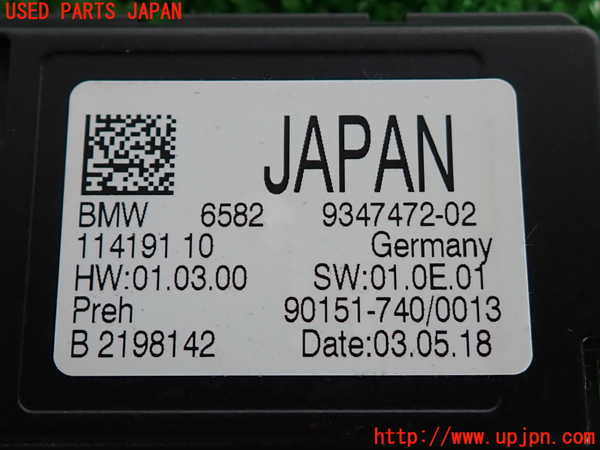 USED PARTS JAPAN
JAPAN
BMW 6582 9347472-02
114191 10 Germany
HW:01.03.00 SW:01.0E.01
Preh 90151-740/0013
B 2198142 Date:03.05.18
http://www.upjpn.com/